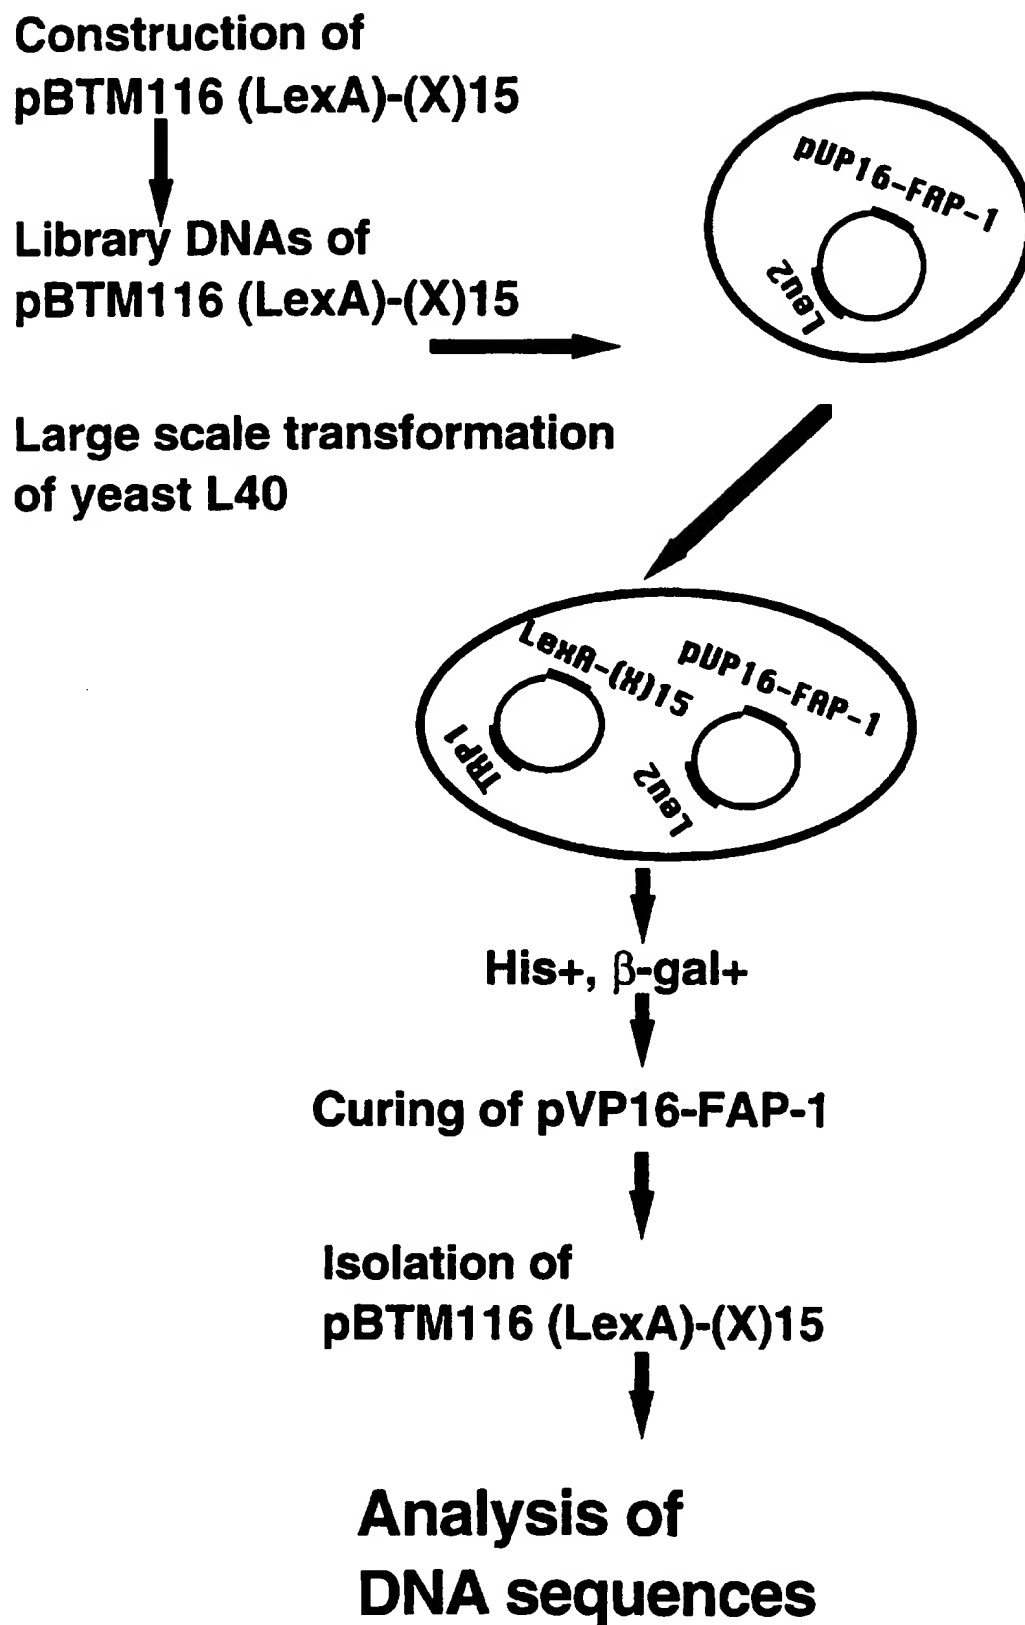 Construction of
pBTM116 (LexA)-(X)15
Library DNAs of
pBTM116 (LexA)-(X)15
pVP16-FAP-1
Leu2
Large scale transformation
of yeast L40
LexA-(X)15
pVP16-FAP-1
TRP1
Leu2
His+, β-gal+
Curing of pVP16-FAP-1
Isolation of
pBTM116 (LexA)-(X)15
Analysis of
DNA sequences